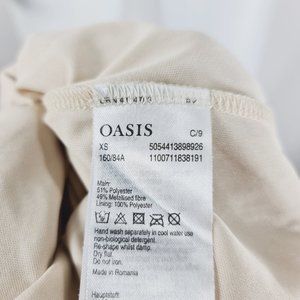 OASIS
C/9
XS
5054413898926
160/84A
1100711838191
Main:
51% Polyester
49% Metallised fibre
Lining: 100% Polyester
Hand wash separately in cool water use
non-biological detergent.
Re-shape whilst damp.
Dry flat.
Do not iron.
Made in Romania
Hauptstoff: